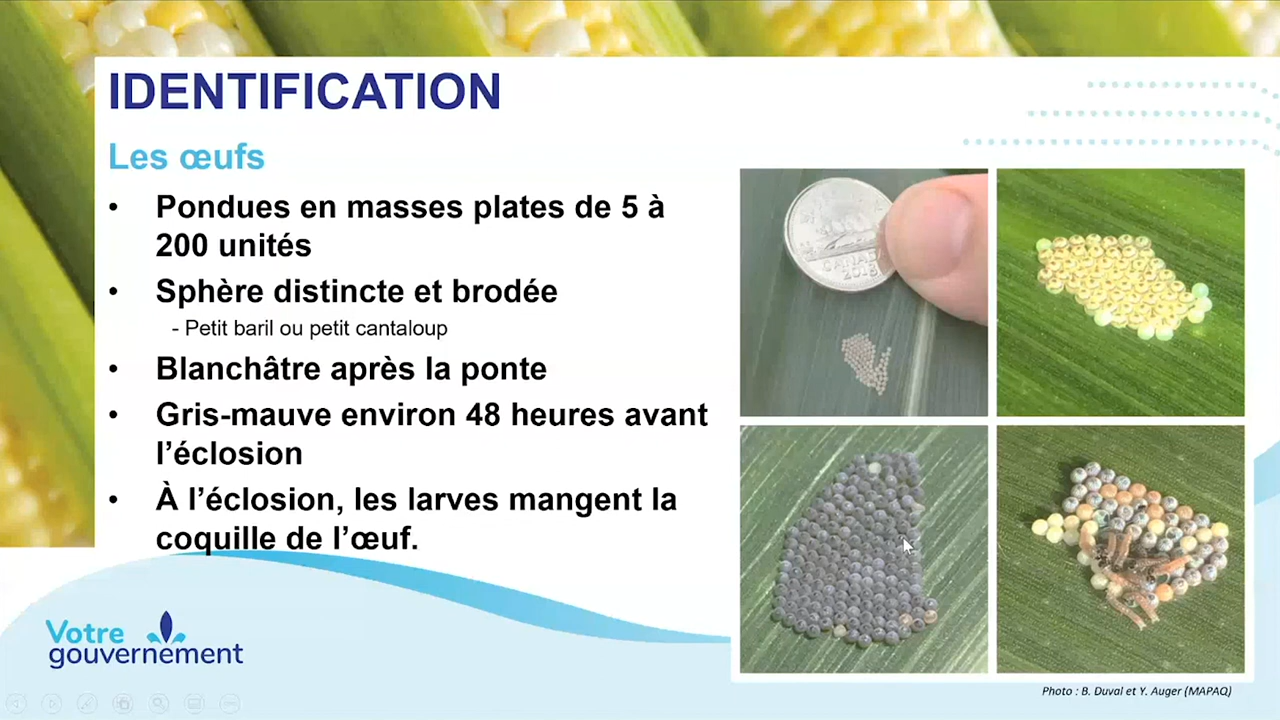 IDENTIFICATION
Les œufs
• Pondues en masses plates de 5 à
200 unités
• Sphère distincte et brodée
- Petit baril ou petit cantaloup
• Blanchâtre après la ponte
• Gris-mauve environ 48 heures avant
l’éclosion
• À l’éclosion, les larves mangent la
coquille de l’œuf.
CANADA
2018
Votre
gouvernement
Photo : B. Duval et Y. Auger (MAPAQ)